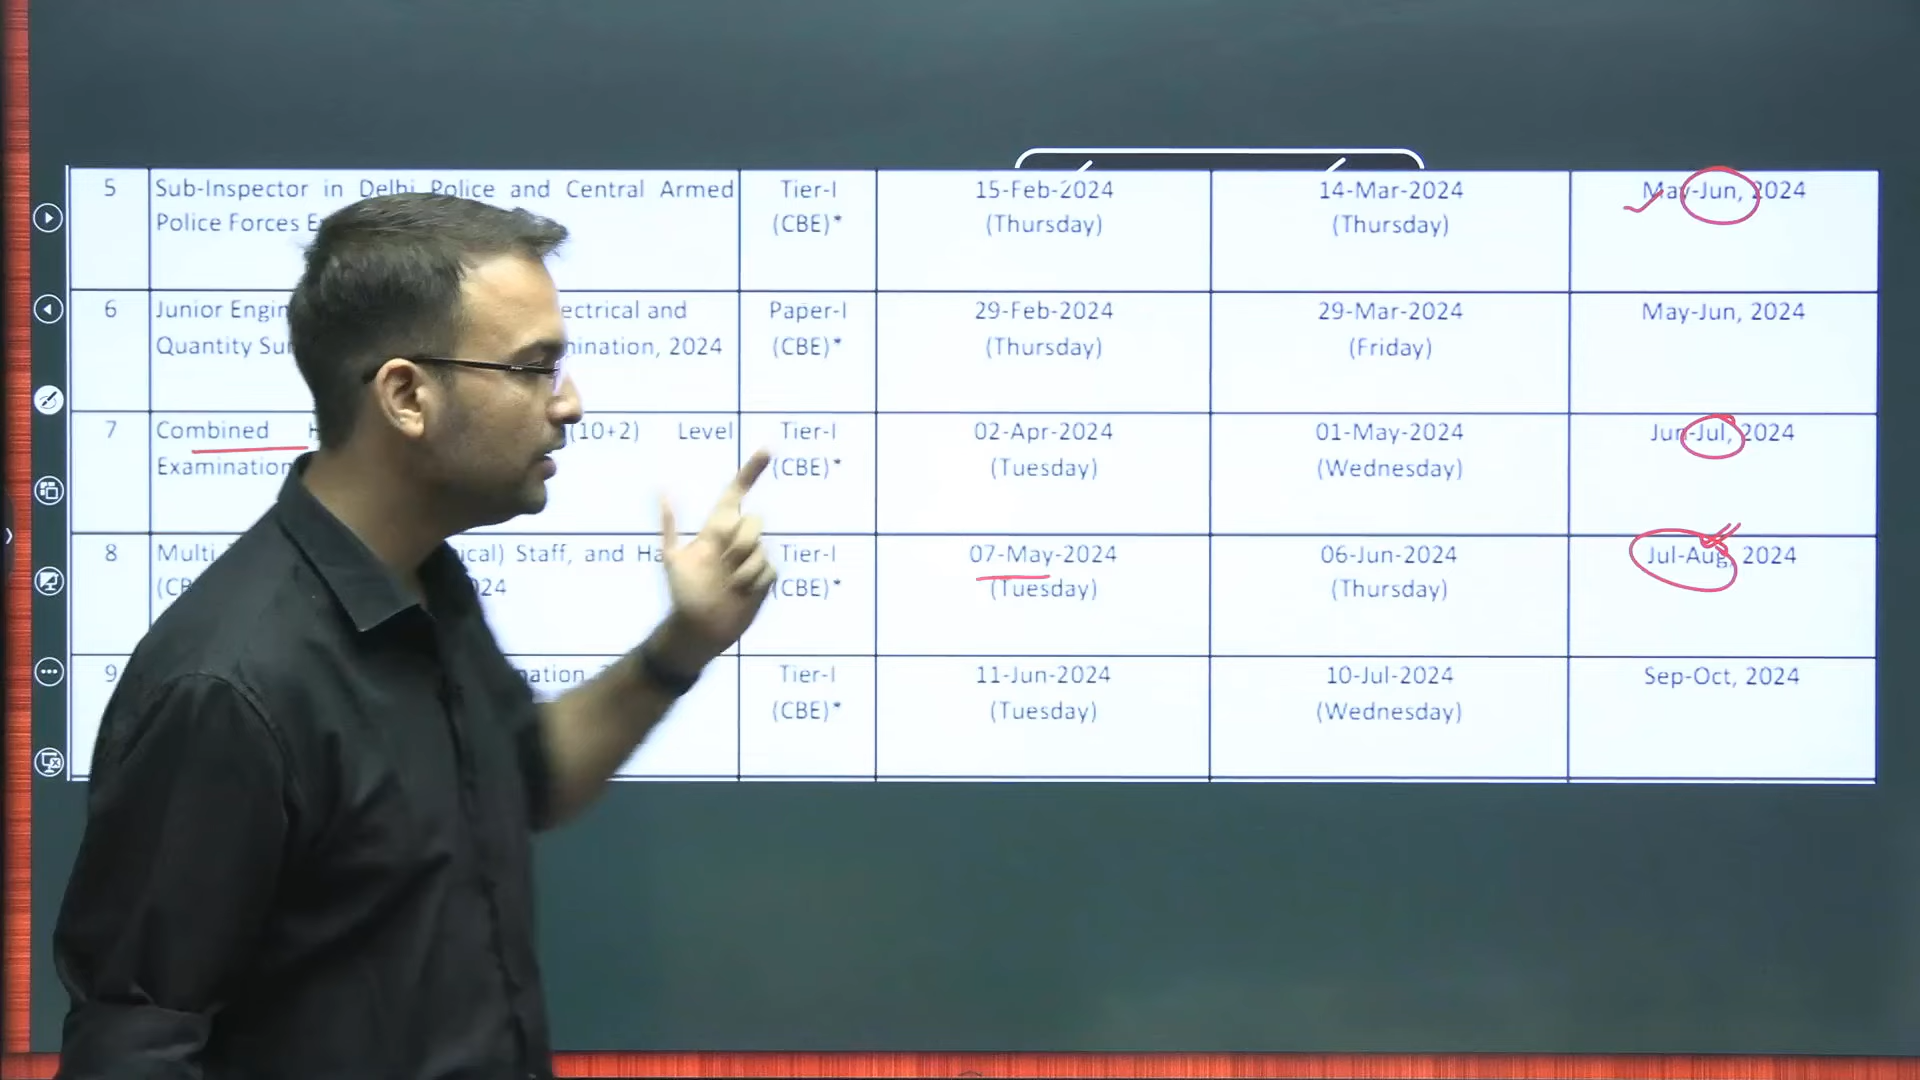 5 Sub-Inspector in Delhi Police and Central Armed Tier-I 15-Feb-2024 14-Mar-2024 May-Jun, 2024
Police Forces (CBE)* (Thursday) (Thursday)
6 Junior ectrical and Paper-I 29-Feb-2024 29-Mar-2024 May-Jun, 2024
Quantity ination, 2024 (CBE)* (Thursday) (Friday)
7 Combined (10+2) Level Tier-I 02-Apr-2024 01-May-2024 Jun-Jul, 2024
Examination (CBE)* (Tuesday) (Wednesday)
8 Multi ical) Staff, and Ha Tier-I 07-May-2024 06-Jun-2024 Jul-Aug, 2024
24 (CBE)* (Tuesday) (Thursday)
9 nation, Tier-I 11-Jun-2024 10-Jul-2024 Sep-Oct, 2024
(CBE)* (Tuesday) (Wednesday)